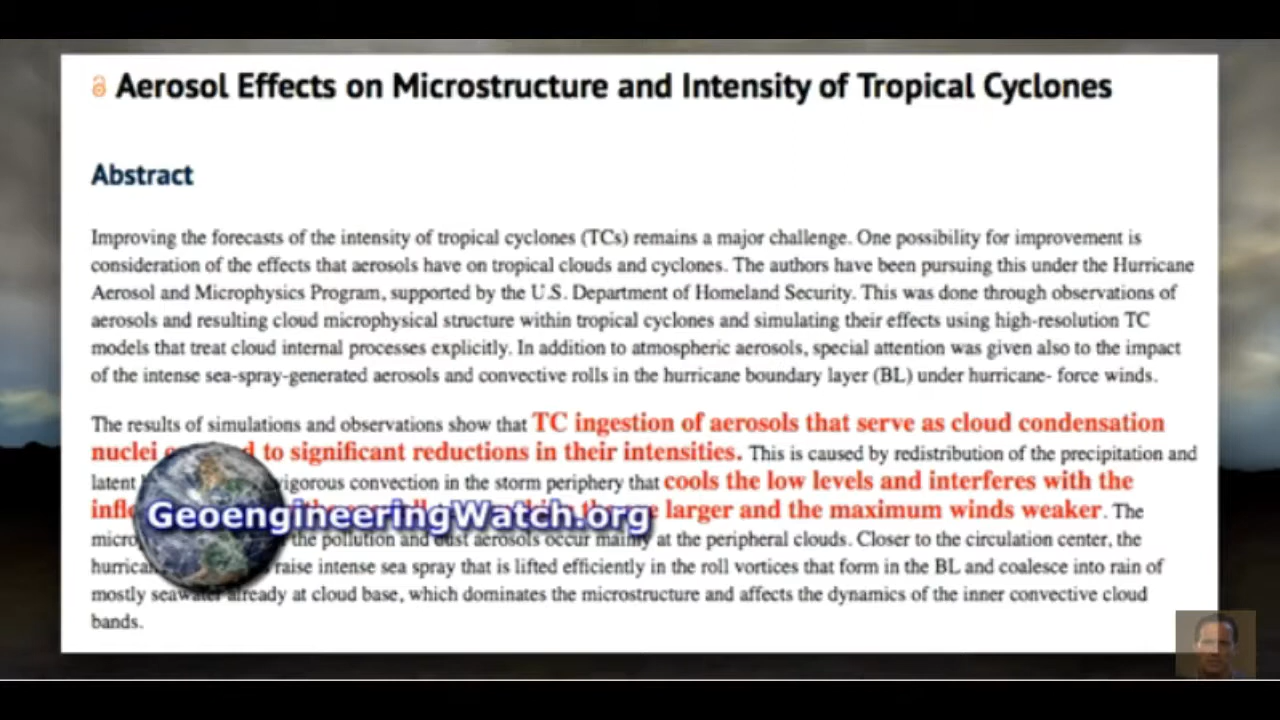 Aerosol Effects on Microstructure and Intensity of Tropical Cyclones
Abstract
Improving the forecasts of the intensity of tropical cyclones (TCs) remains a major challenge. One possibility for improvement is
consideration of the effects that aerosols have on tropical clouds and cyclones. The authors have been pursuing this under the Hurricane
Aerosol and Microphysics Program, supported by the U.S. Department of Homeland Security. This was done through observations of
aerosols and resulting cloud microphysical structure within tropical cyclones and simulating their effects using high-resolution TC
models that treat cloud internal processes explicitly. In addition to atmospheric aerosols, special attention was given also to the impact
of the intense sea-spray-generated aerosols and convective rolls in the hurricane boundary layer (BL) under hurricane- force winds.
The results of simulations and observations show that TC ingestion of aerosols that serve as cloud condensation
nuclei to significant reductions in their intensities. This is caused by redistribution of the precipitation and
latent vigorous convection in the storm periphery that cools the low levels and interferes with the
larger and the maximum winds weaker. The
GeoengineeringWatch.org
the pollution and dust aerosols occur mainly at the peripheral clouds. Closer to the circulation center, the
raise intense sea spray that is lifted efficiently in the roll vortices that form in the BL and coalesce into rain of
mostly seawater already at cloud base, which dominates the microstructure and affects the dynamics of the inner convective cloud
bands.